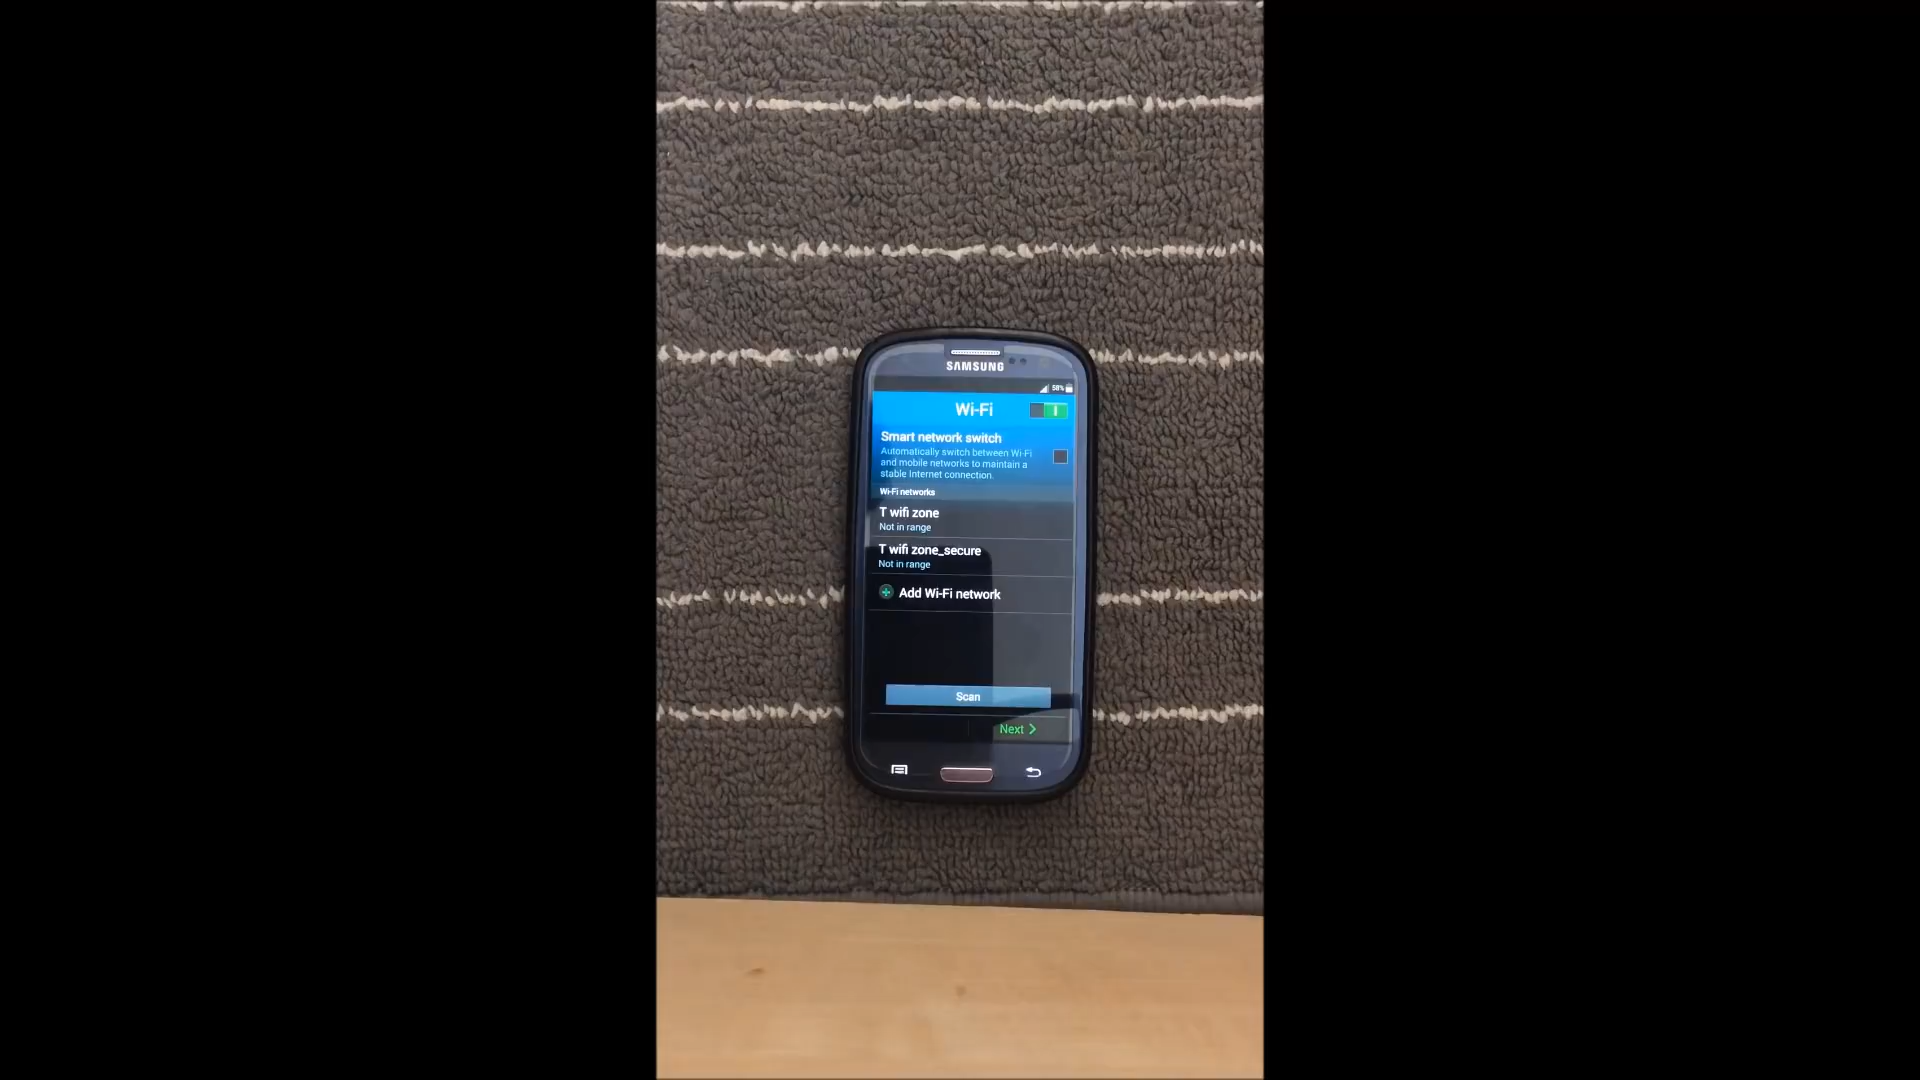 SAMSUNG
58%
Wi-Fi
Smart network switch
Automatically switch between Wi-Fi
and mobile networks to maintain a
stable Internet connection.
Wi-Fi networks
T wifi zone
Not in range
T wifi zone_secure
Not in range
Add Wi-Fi network
Scan
Next